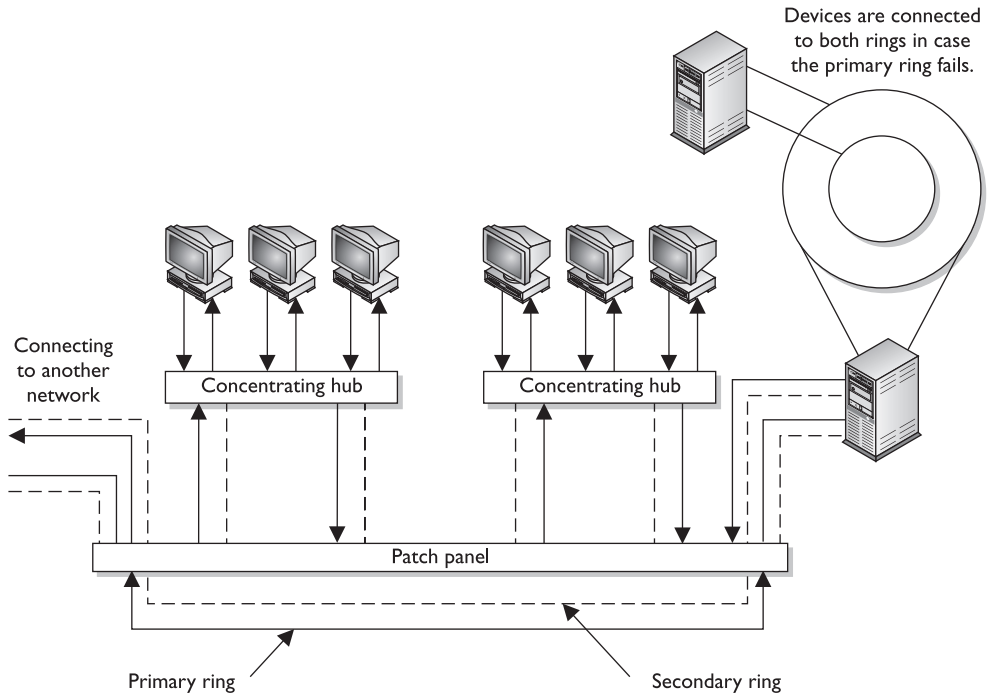 Devices are connected
to both rings in case
the primary ring fails.
Connecting
to another
network
Concentrating hub
Concentrating hub
Patch panel
Primary ring
Secondary ring